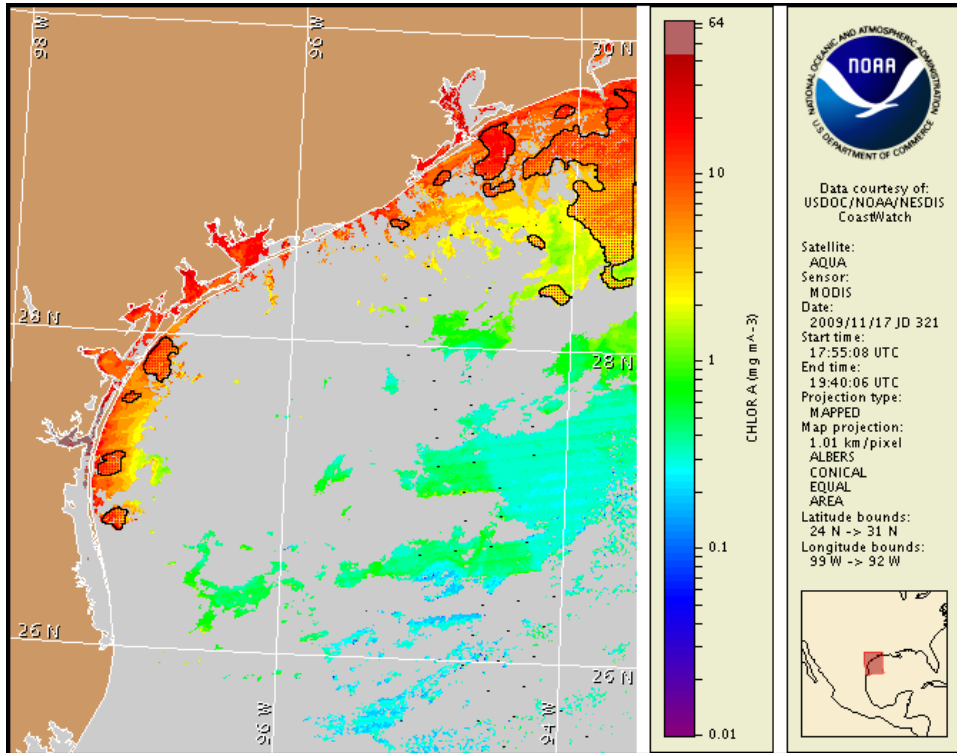 98 W
96 W
30 N
28 N
28 N
26 N
26 N
96 W
94 W
64
10
1
0.1
0.01
CHLOR A (mg m^-3)
NATIONAL OCEANIC AND ATMOSPHERIC ADMINISTRATION
NOAA
U.S. DEPARTMENT OF COMMERCE
Data courtesy of:
USDOC/NOAA/NESDIS
CoastWatch
Satellite:
AQUA
Sensor:
MODIS
Date:
2009/11/17 JD 321
Start time:
17:55:08 UTC
End time:
19:40:06 UTC
Projection type:
MAPPED
Map projection:
1.01 km/pixel
ALBERS
CONICAL
EQUAL
AREA
Latitude bounds:
24 N -> 31 N
Longitude bounds:
99 W -> 92 W